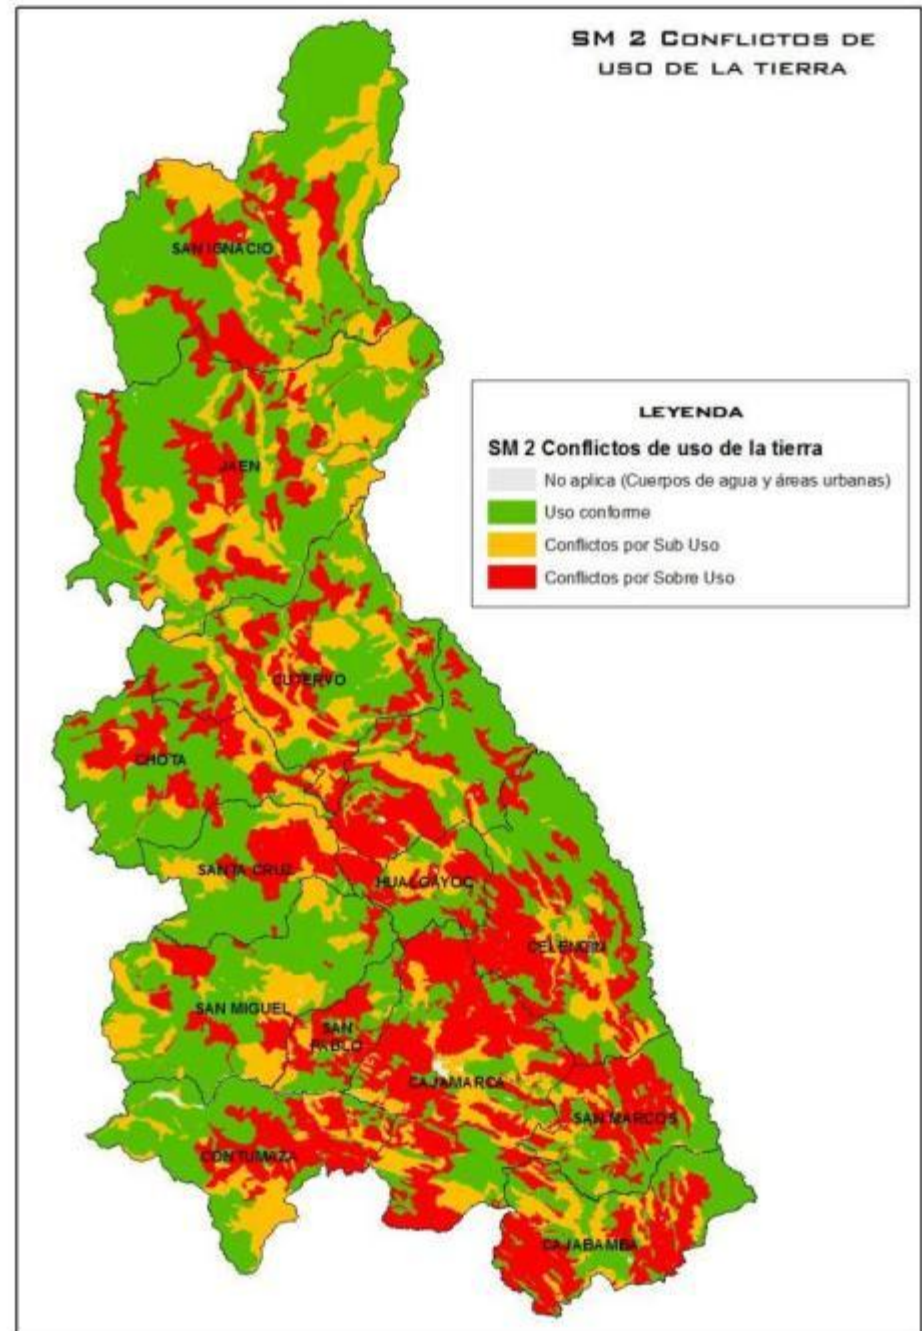 SM 2 CONFLICTOS DE
USO DE LA TIERRA
SAN IGNACIO
LEYENDA
SM 2 Conflictos de uso de la tierra
No aplica (Cuerpos de agua y áreas urbanas)
Uso conforme
Conflictos por Sub Uso
Conflictos por Sobre Uso
JAEN
CUTERVO
CHOTA
SANTA CRUZ
HUALGAYOC
CELENDIN
SAN MIGUEL
SAN
PABLO
CAJAMARCA
SAN MARCOS
CONTUMAZA
CAJABAMBA